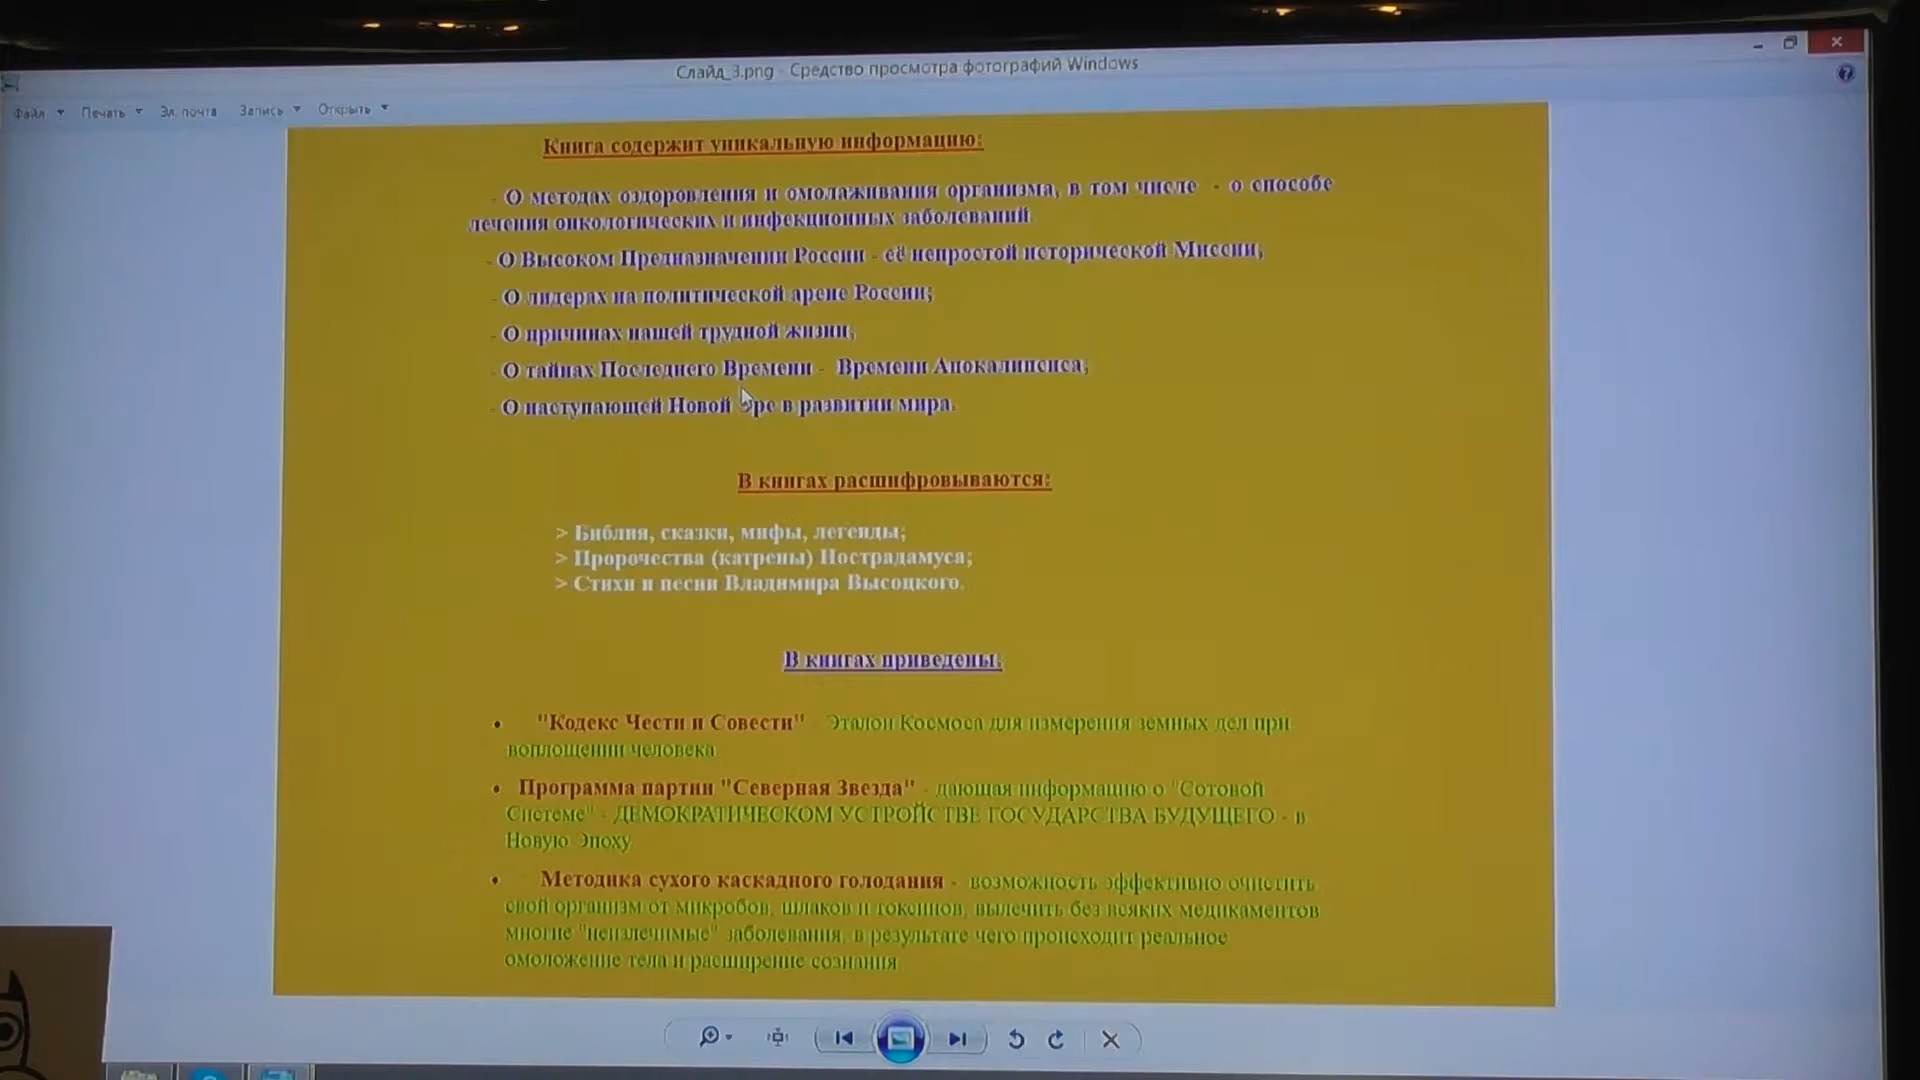 Слайд_3.png - Средство просмотра фотографий Windows
Файл Печать Эл. почта Запись Открыть
Книга содержит уникальную информацию:
- О методах оздоровления и омолаживания организма, в том числе - о способе
лечения онкологических и инфекционных заболеваний.
- О Высоком Предназначении России - её непростой исторической Миссии;
- О лидерах на политической арене России;
- О причинах нашей трудной жизни;
- О тайнах Последнего Времени - Времени Апокалипсиса;
- О наступающей Новой Эре в развитии мира.
В книгах расшифровываются:
> Библия, сказки, мифы, легенды;
> Пророчества (катрены) Нострадамуса;
> Стихи и песни Владимира Высоцкого.
В книгах приведены:
• "Кодекс Чести и Совести" Эталон Космоса для измерения земных дел при
воплощении человека
• Программа партии "Северная Звезда" - дающая информацию о "Сотовой
Системе" - ДЕМОКРАТИЧЕСКОМ УСТРОЙСТВЕ ГОСУДАРСТВА БУДУЩЕГО - в
Новую Эпоху
• Методика сухого каскадного голодания - возможность эффективно очистить
свой организм от микробов, шлаков и токсинов, вылечить без всяких медикаментов
многие "неизлечимые" заболевания, в результате чего происходит реальное
омоложение тела и расширение сознания